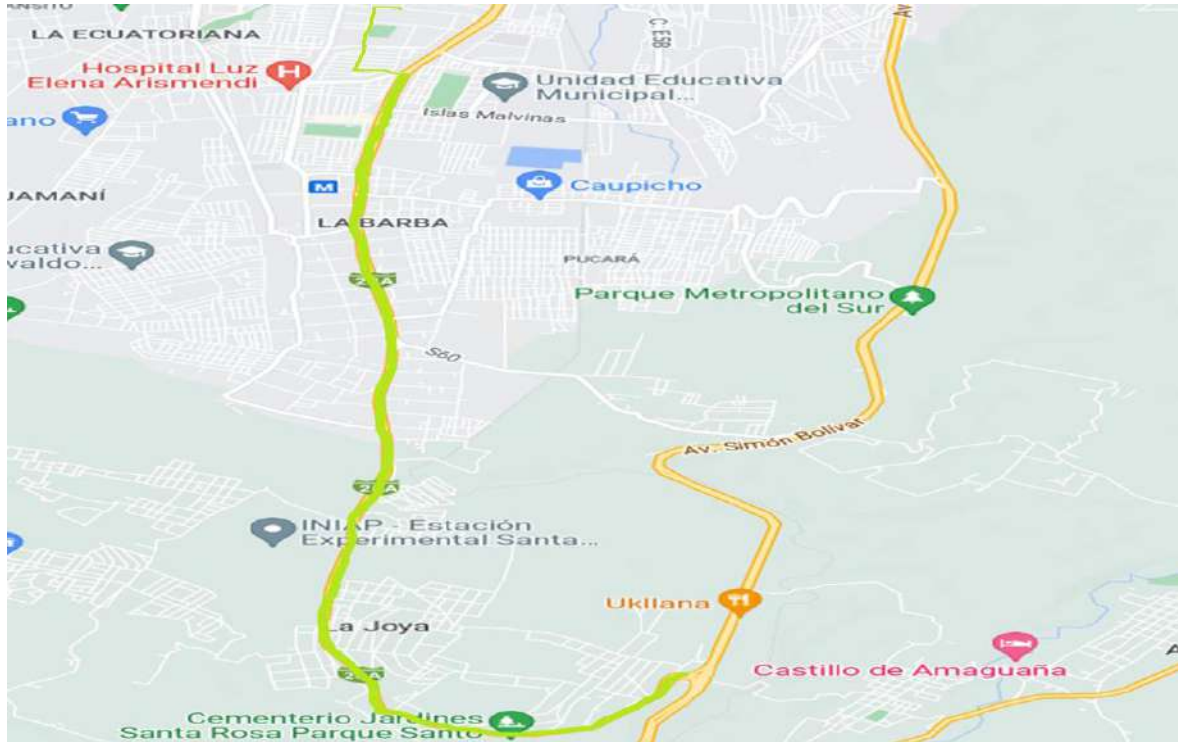 LA ECUATORIANA
C. E5B
Av
Hospital Luz
Elena Arismendi
H
Unidad Educativa
Municipal...
ano
Islas Malvinas
M
Caupicho
JAMANÍ
LA BARBA
ucativa
valdo...
PUCARÁ
Parque Metropolitano
del Sur
S60
Av. Simón Bolívar
INIAP - Estación
Experimental Santa...
Ukllana
La Joya
Castillo de Amaguaña
A
Cementerio Jardines
Santa Rosa Parque Santo